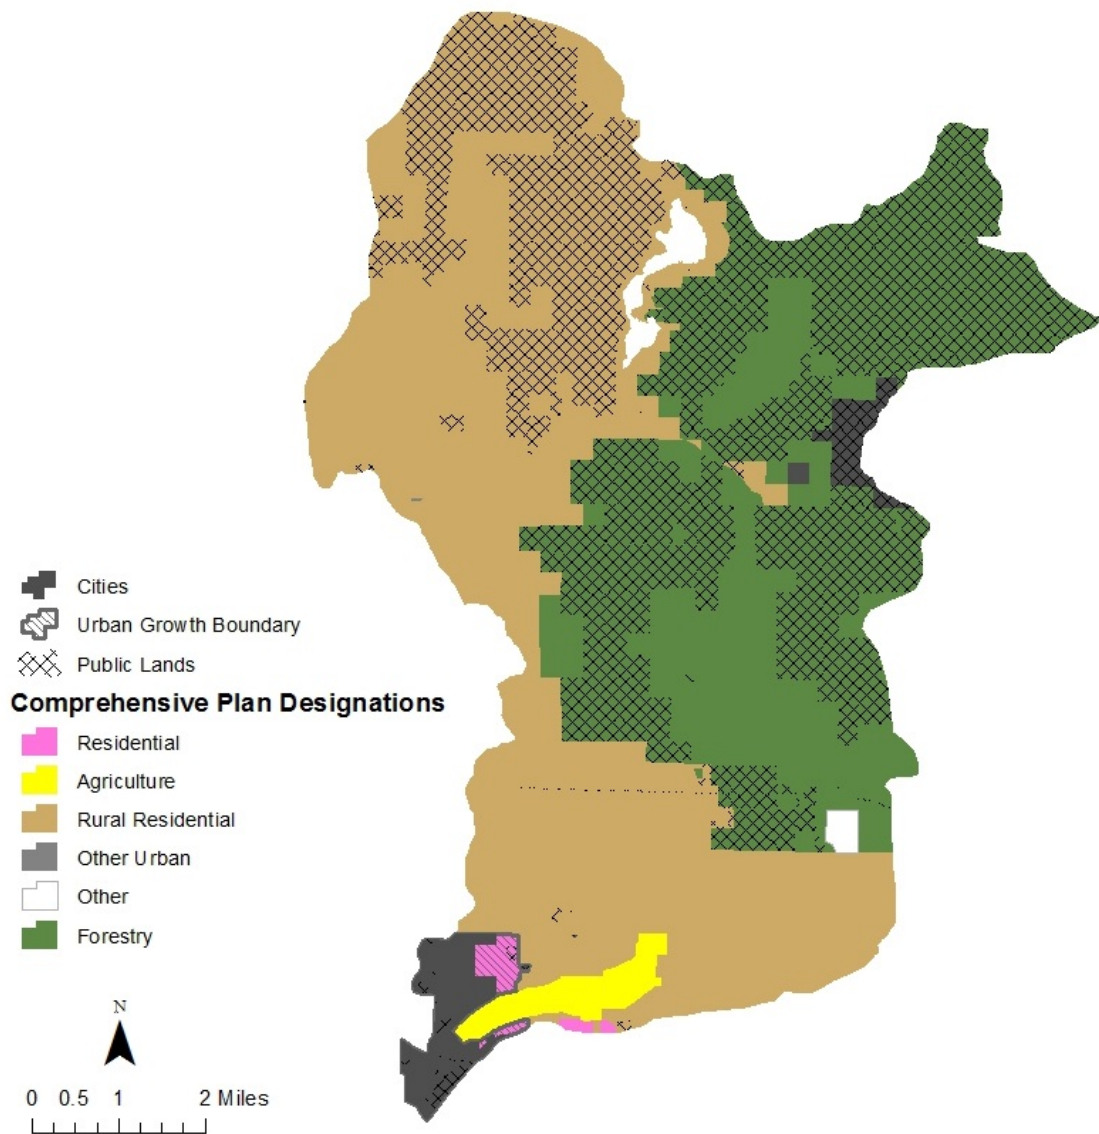 Cities
Urban Growth Boundary
Public Lands
Comprehensive Plan Designations
Residential
Agriculture
Rural Residential
Other Urban
Other
Forestry
N
0 0.5 1 2 Miles